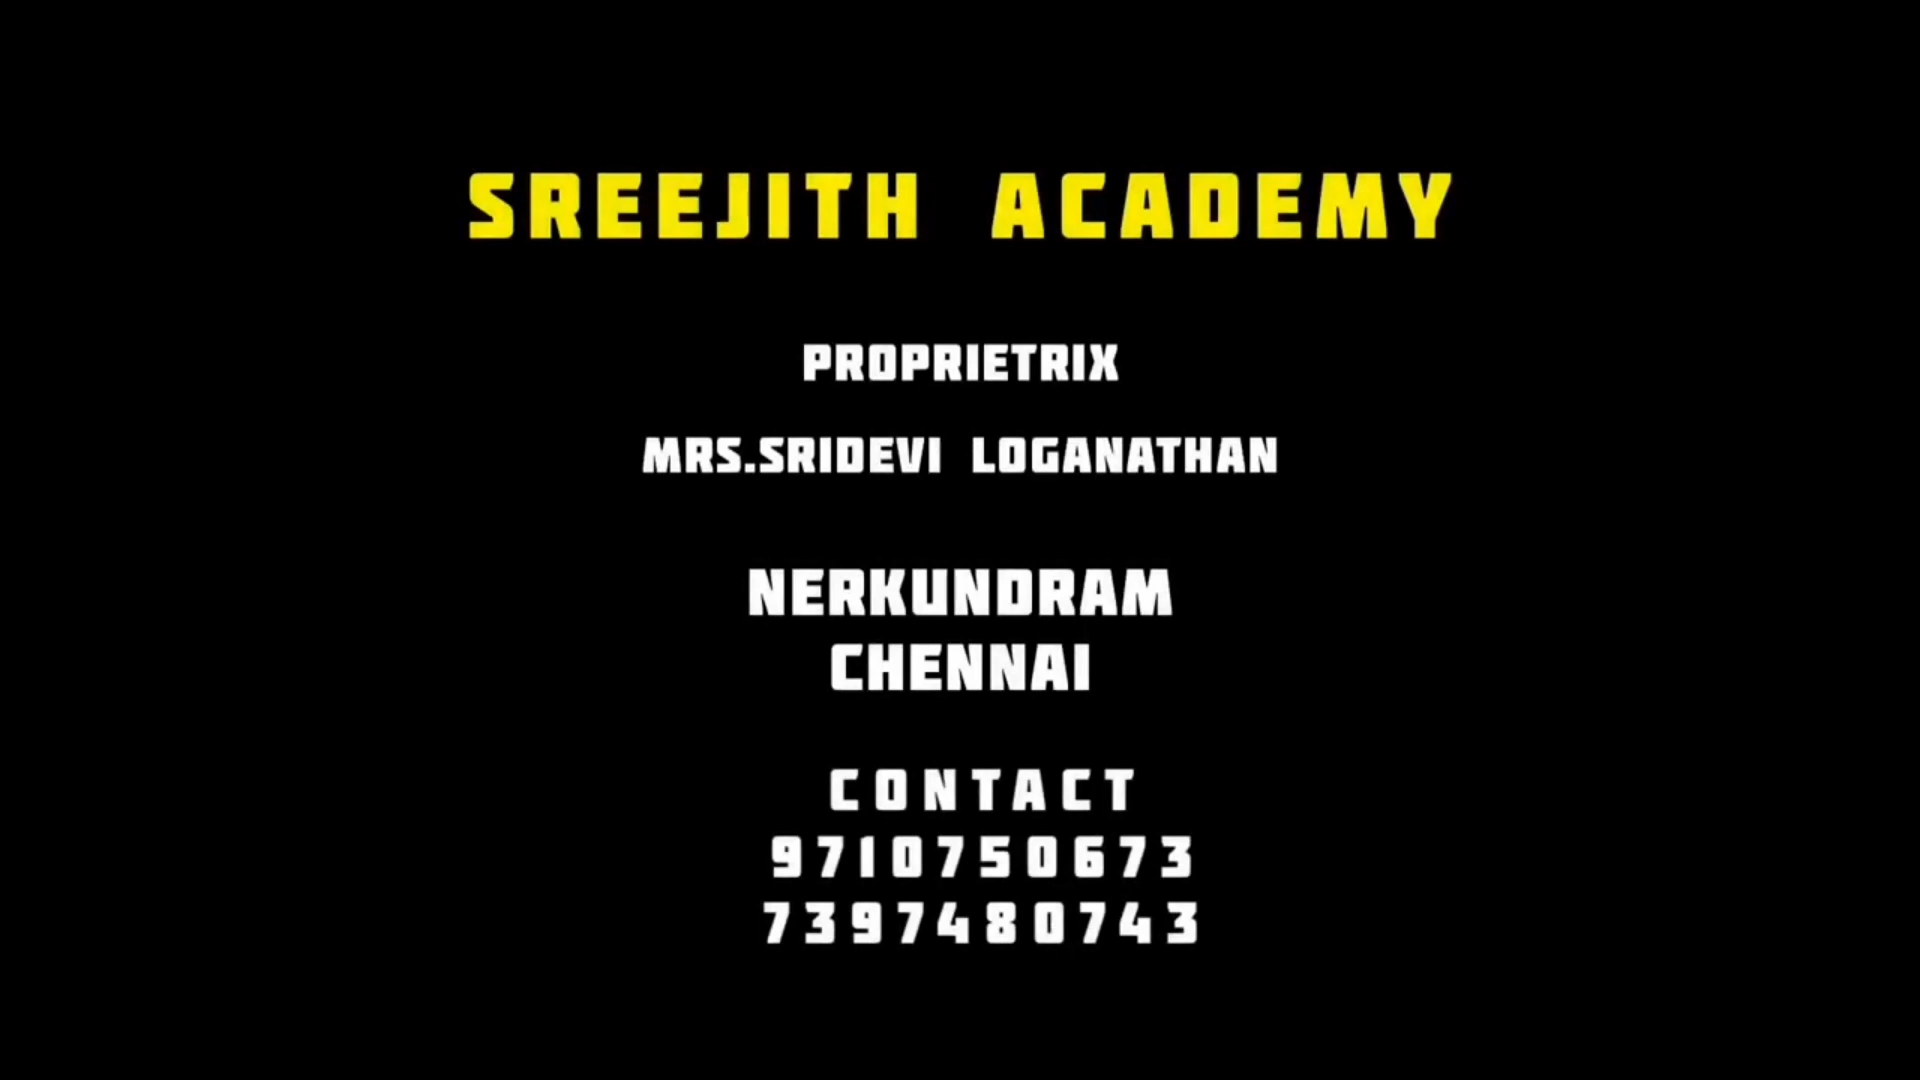 SREEJITH ACADEMY
PROPRIETRIX
MRS.SRIDEVI LOGANATHAN
NERKUNDRAM
CHENNAI
CONTACT
9710750673
7397480743